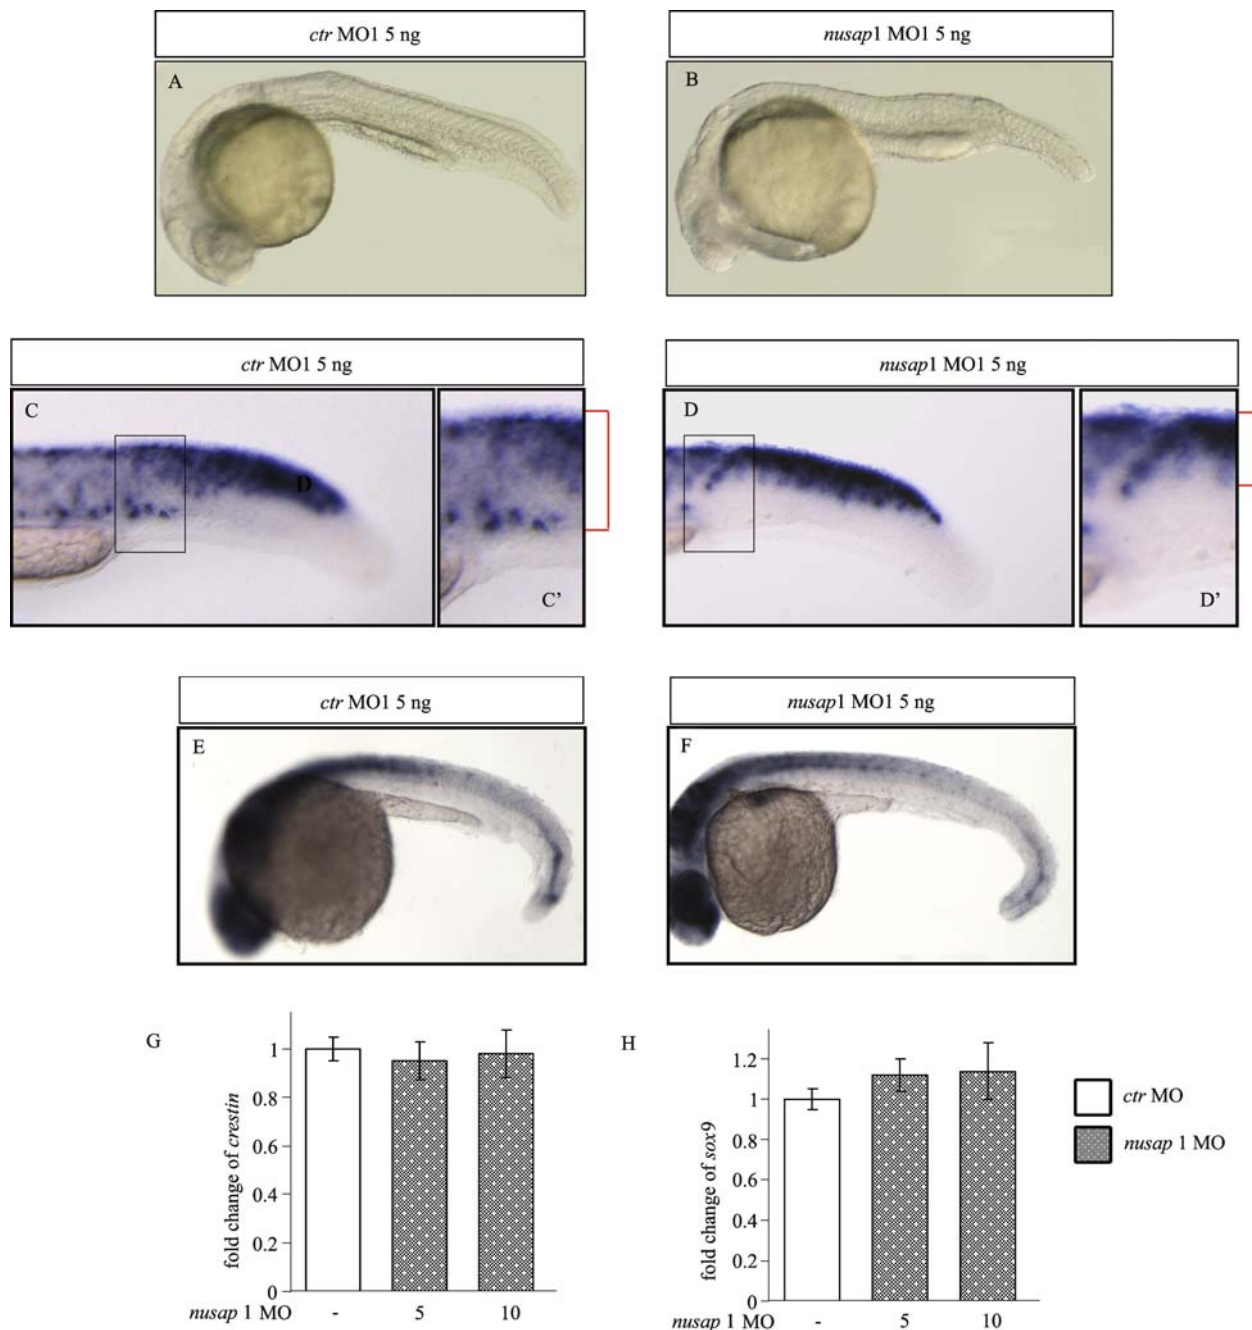 ctr MO1 5 ng
nusap1 MO1 5 ng
A
B
ctr MO1 5 ng
nusap1 MO1 5 ng
C
D
C'
D
D'
ctr MO1 5 ng
nusap1 MO1 5 ng
E
F
G
fold change of crestin
1
0.8
0.6
0.4
0.2
0
nusap 1 MO - 5 10
H
fold change of sox9
1.2
1
0.8
0.6
0.4
0.2
0
nusap 1 MO - 5 10
ctr MO
nusap 1 MO